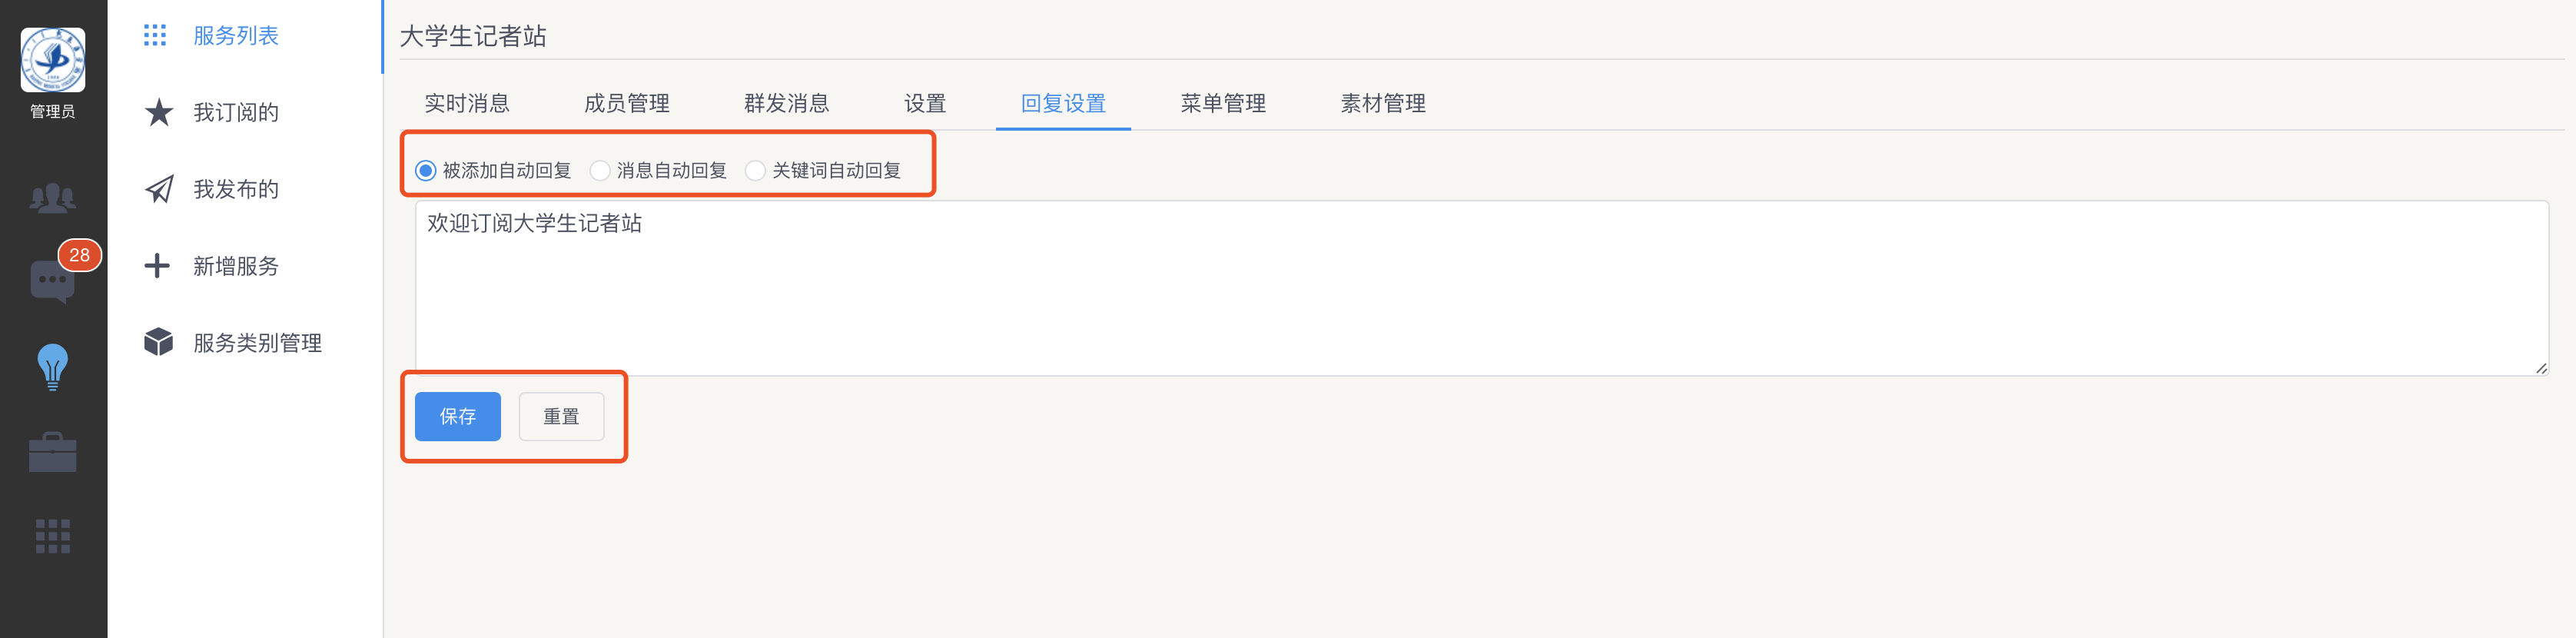 管理员
28
服务列表
我订阅的
我发布的
新增服务
服务类别管理
大学生记者站
实时消息 成员管理 群发消息 设置 回复设置 菜单管理 素材管理
被添加自动回复 消息自动回复 关键词自动回复
欢迎订阅大学生记者站
保存 重置